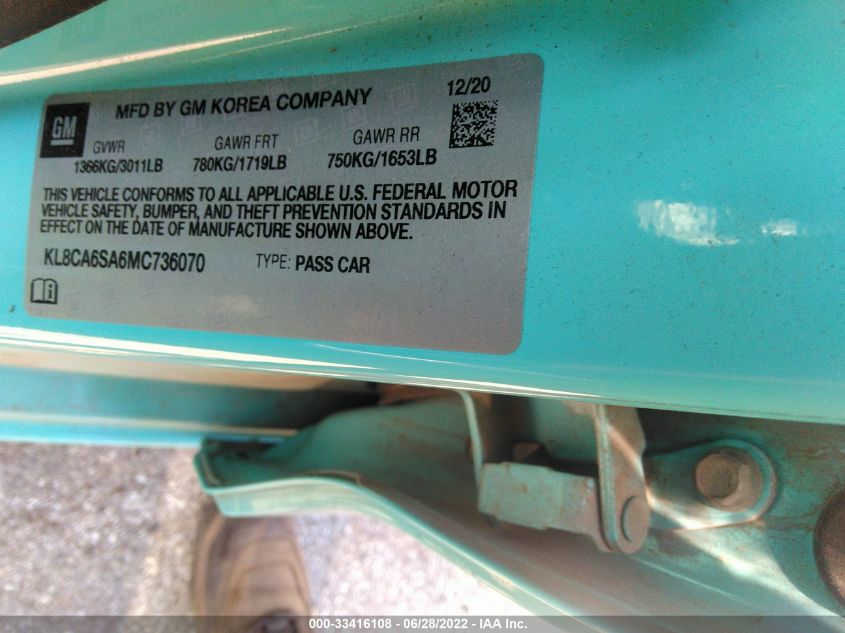 MFD BY GM KOREA COMPANY 12/20
GM
GVWR GAWR FRT GAWR RR
1366KG/3011LB 780KG/1719LB 750KG/1653LB
THIS VEHICLE CONFORMS TO ALL APPLICABLE U.S. FEDERAL MOTOR
VEHICLE SAFETY, BUMPER, AND THEFT PREVENTION STANDARDS IN
EFFECT ON THE DATE OF MANUFACTURE SHOWN ABOVE.
KL8CA6SA6MC736070 TYPE: PASS CAR
000-33416108 - 06/28/2022 - IAA Inc.